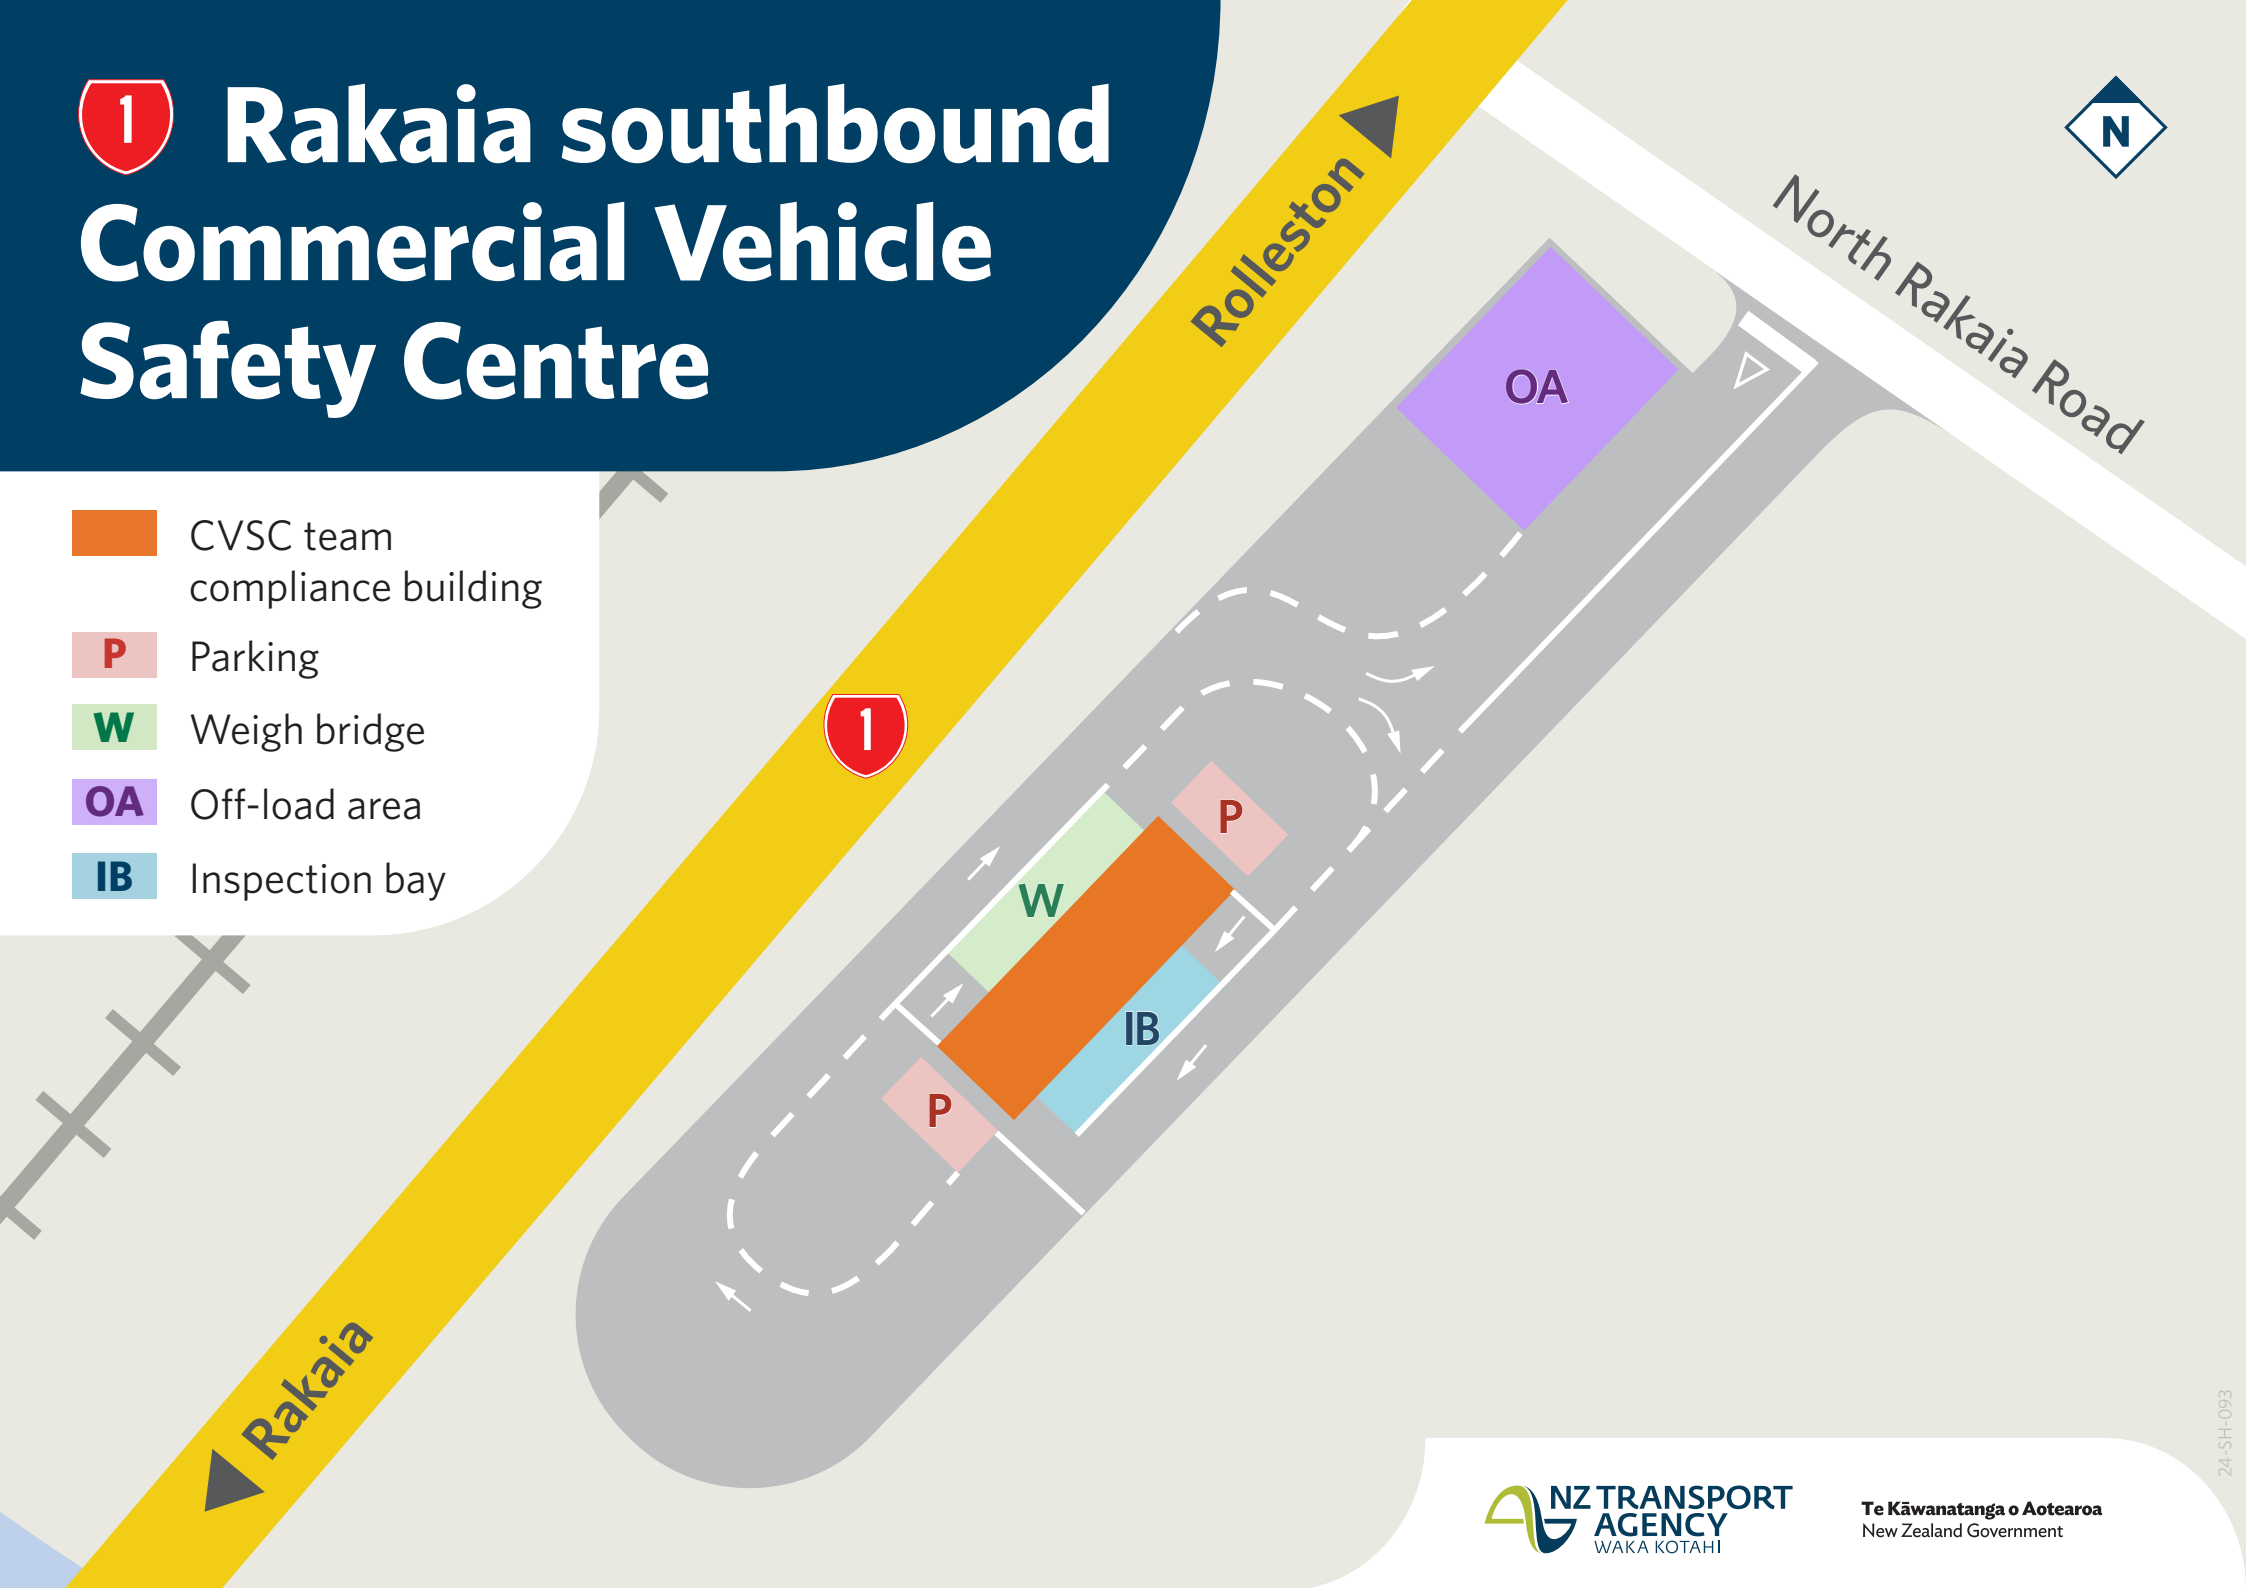 1 Rakaia southbound
Commercial Vehicle
Safety Centre
CVSC team
compliance building
P Parking
W Weigh bridge
OA Off-load area
IB Inspection bay
N
North Rakaia Road
Rolleston
OA
1
P
W
IB
P
Rakaia
24-SH-093
NZ TRANSPORT
AGENCY
WAKA KOTAHI
Te Kāwanatanga o Aotearoa
New Zealand Government